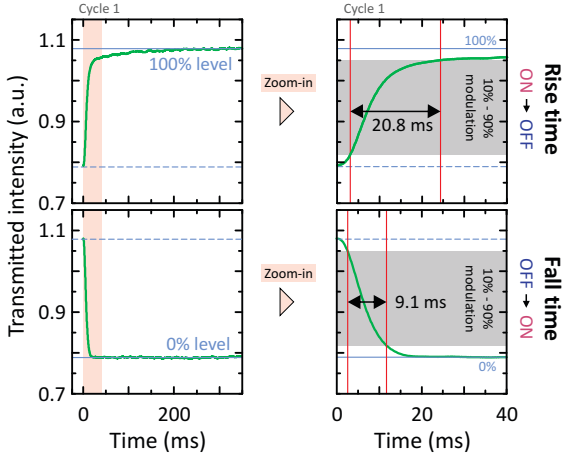 Cycle 1
Cycle 1
1.1
0.9
0.7
100% level
Zoom-in
100%
10% - 90%
modulation
20.8 ms
Rise time
ON → OFF
Transmitted intensity (a.u.)
1.1
0.9
0.7
0% level
Zoom-in
10% - 90%
modulation
9.1 ms
0%
Fall time
OFF → ON
0
200
0
20
40
Time (ms)
Time (ms)